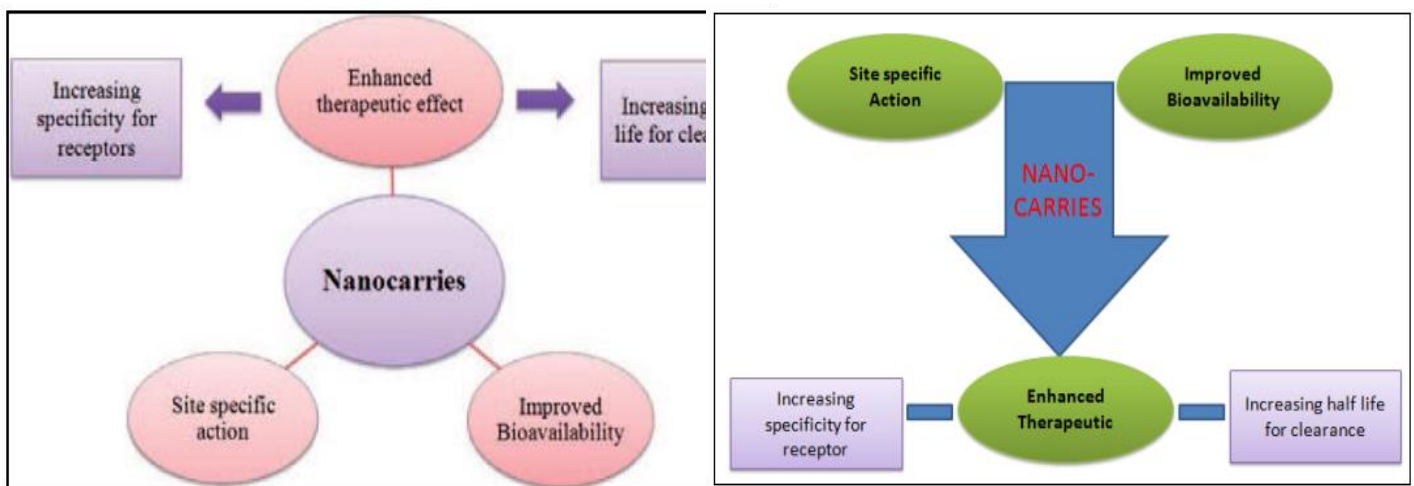 Enhanced
therapeutic effect
Increasing
specificity for
receptors
Increasing
life for
Nanocarries
Site specific
action
Improved
Bioavailability
Site specific
Action
Improved
Bioavailability
NANO-
CARRIES
Enhanced
Therapeutic
Increasing
specificity for
receptor
Increasing half life
for clearance